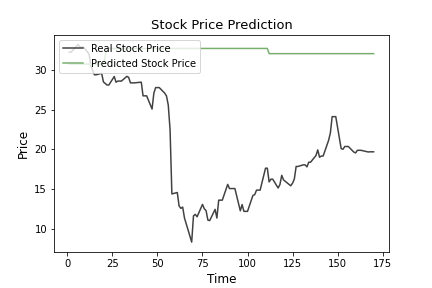 Stock Price Prediction
Real Stock Price
Predicted Stock Price
Price
30
25
20
15
10
0 25 50 75 100 125 150 175
Time